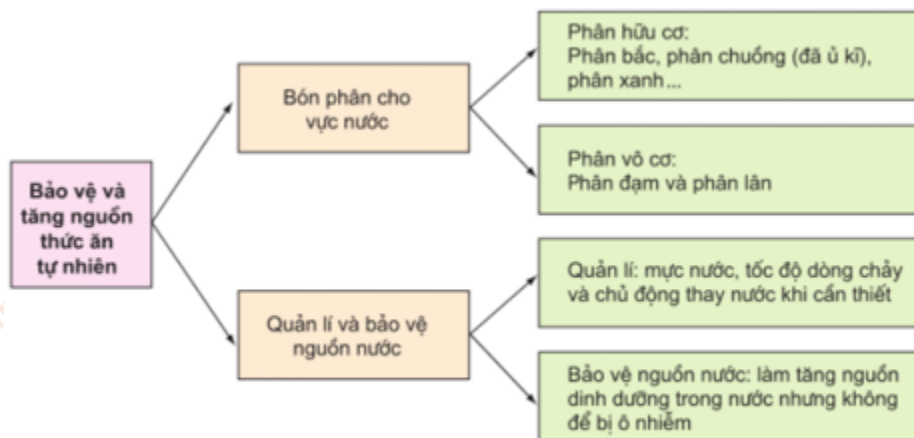 Bảo vệ và
tăng nguồn
thức ăn
tự nhiên
Bón phân cho
vực nước
Phân hữu cơ:
Phân bắc, phân chuồng (đã ủ kĩ),
phân xanh...
Phân vô cơ:
Phân đạm và phân lân
Quản lí và bảo vệ
nguồn nước
Quản lí: mực nước, tốc độ dòng chảy
và chủ động thay nước khi cần thiết
Bảo vệ nguồn nước: làm tăng nguồn
dinh dưỡng trong nước nhưng không
để bị ô nhiễm